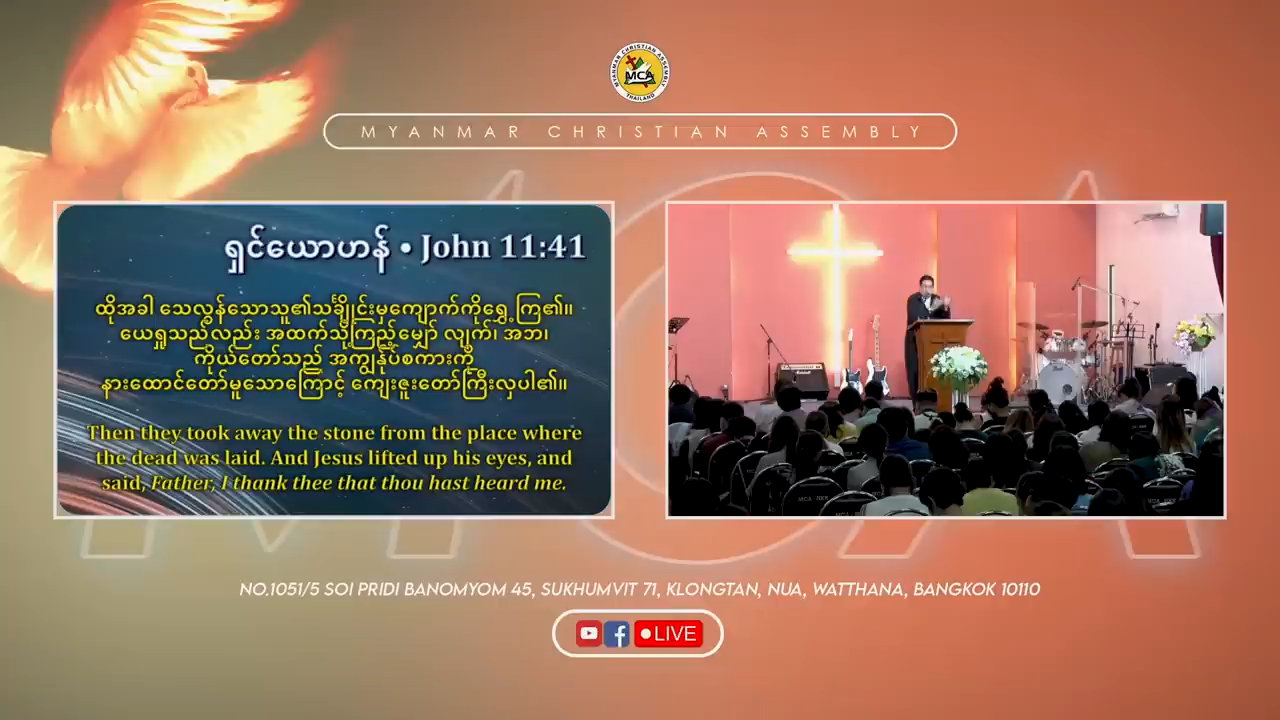 MYANMAR CHRISTIAN ASSEMBLY
THAILAND
MCA
MYANMAR CHRISTIAN ASSEMBLY
ရှင်ယောဟန် • John 11:41
ထိုအခါ သေလွန်သောသူ၏သင်္ချိုင်းမှကျောက်ကိုရွှေ့ကြ၏။
ယေရှုသည်လည်း အထက်သို့ကြည့်မျှော် လျက်၊ အဘ၊
ကိုယ်တော်သည် အကျွန်ုပ်စကားကို
နားထောင်တော်မူသောကြောင့် ကျေးဇူးတော်ကြီးလှပါ၏။
Then they took away the stone from the place where
the dead was laid. And Jesus lifted up his eyes, and
said, Father, I thank thee that thou hast heard me.
NO.1051/5 SOI PRIDI BANOMYOM 45, SUKHUMVIT 71, KLONGTAN, NUA, WATTHANA, BANGKOK 10110
LIVE